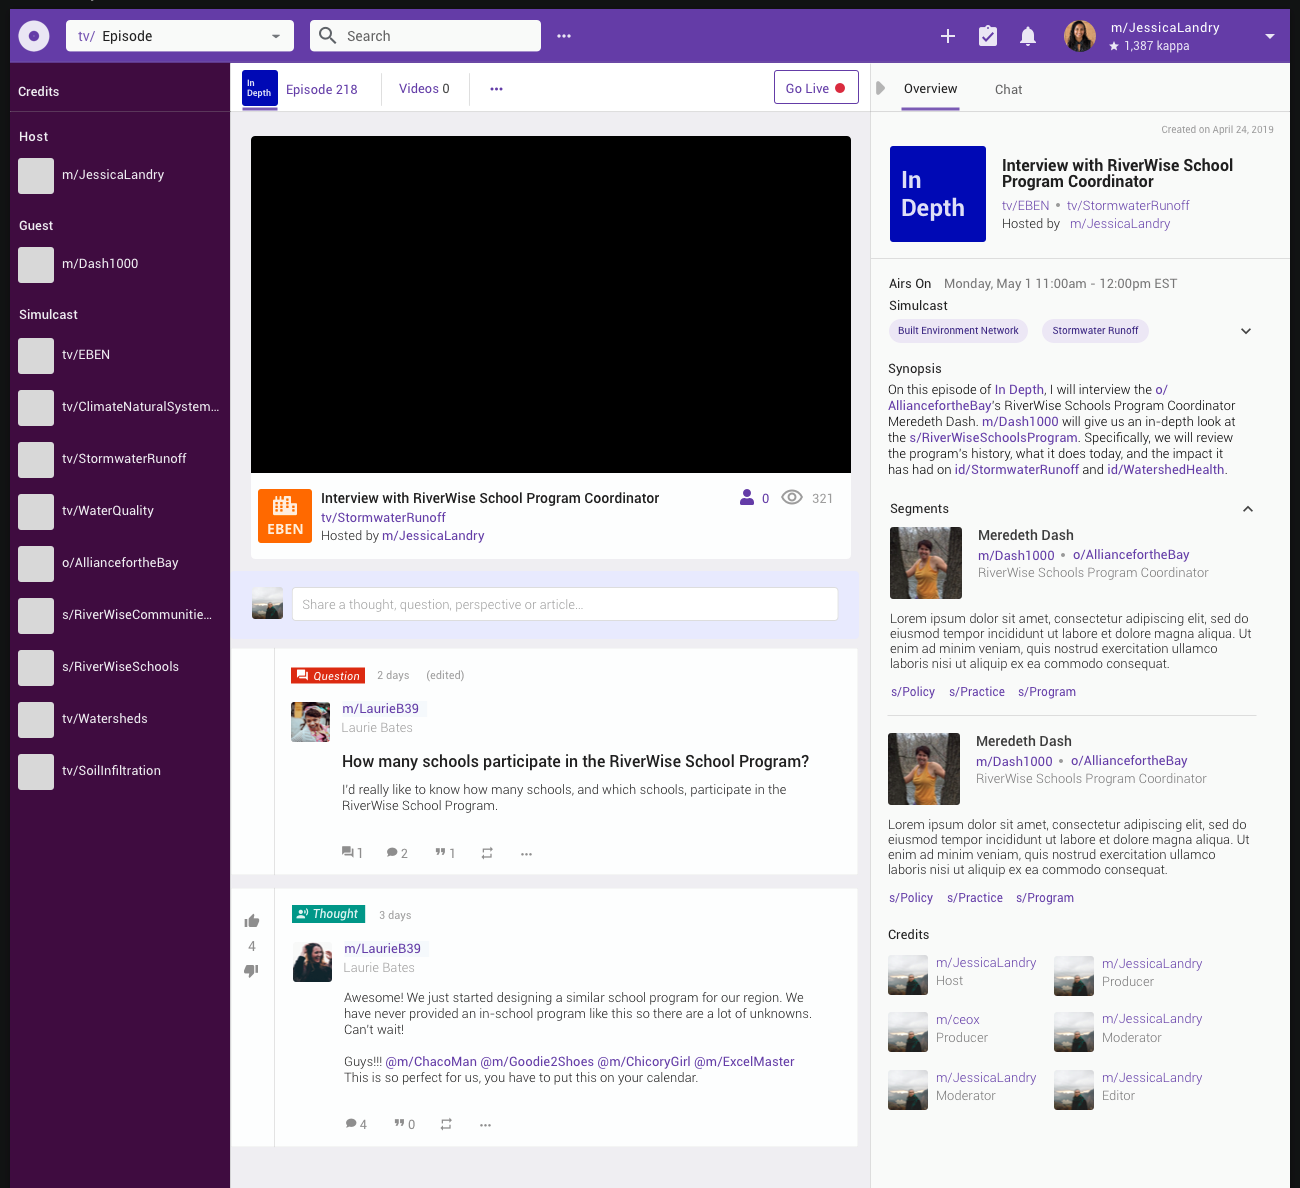 tv/ Episode
Search
m/JessicaLandry
★ 1,387 kappa
Credits
Host
m/JessicaLandry
Guest
m/Dash1000
Simulcast
tv/EBEN
tv/ClimateNaturalSystem...
tv/StormwaterRunoff
tv/WaterQuality
o/AlliancefortheBay
s/RiverWiseCommunitie...
s/RiverWiseSchools
tv/Watersheds
tv/SoilInfiltration
In
Depth
Episode 218
Videos 0
Go Live
EBEN
Interview with RiverWise School Program Coordinator
tv/StormwaterRunoff
Hosted by m/JessicaLandry
0
321
Share a thought, question, perspective or article...
Question
2 days
(edited)
m/LaurieB39
Laurie Bates
How many schools participate in the RiverWise School Program?
I'd really like to know how many schools, and which schools, participate in the
RiverWise School Program.
1
2
1
4
Thought
3 days
m/LaurieB39
Laurie Bates
Awesome! We just started designing a similar school program for our region. We
have never provided an in-school program like this so there are a lot of unknowns.
Can't wait!
Guys!!! @m/ChacoMan @m/Goodie2Shoes @m/ChicoryGirl @m/ExcelMaster
This is so perfect for us, you have to put this on your calendar.
4
0
Overview
Chat
Created on April 24, 2019
In
Depth
Interview with RiverWise School
Program Coordinator
tv/EBEN • tv/StormwaterRunoff
Hosted by m/JessicaLandry
Airs On Monday, May 1 11:00am - 12:00pm EST
Simulcast
Built Environment Network
Stormwater Runoff
Synopsis
On this episode of In Depth, I will interview the o/
AlliancefortheBay's RiverWise Schools Program Coordinator
Meredeth Dash. m/Dash1000 will give us an in-depth look at
the s/RiverWiseSchoolsProgram. Specifically, we will review
the program's history, what it does today, and the impact it
has had on id/StormwaterRunoff and id/WatershedHealth.
Segments
Meredeth Dash
m/Dash1000 • o/AlliancefortheBay
RiverWise Schools Program Coordinator
Lorem ipsum dolor sit amet, consectetur adipiscing elit, sed do
eiusmod tempor incididunt ut labore et dolore magna aliqua. Ut
enim ad minim veniam, quis nostrud exercitation ullamco
laboris nisi ut aliquip ex ea commodo consequat.
s/Policy s/Practice s/Program
Meredeth Dash
m/Dash1000 • o/AlliancefortheBay
RiverWise Schools Program Coordinator
Lorem ipsum dolor sit amet, consectetur adipiscing elit, sed do
eiusmod tempor incididunt ut labore et dolore magna aliqua. Ut
enim ad minim veniam, quis nostrud exercitation ullamco
laboris nisi ut aliquip ex ea commodo consequat.
s/Policy s/Practice s/Program
Credits
m/JessicaLandry
Host
m/JessicaLandry
Producer
m/ceox
Producer
m/JessicaLandry
Moderator
m/JessicaLandry
Moderator
m/JessicaLandry
Editor